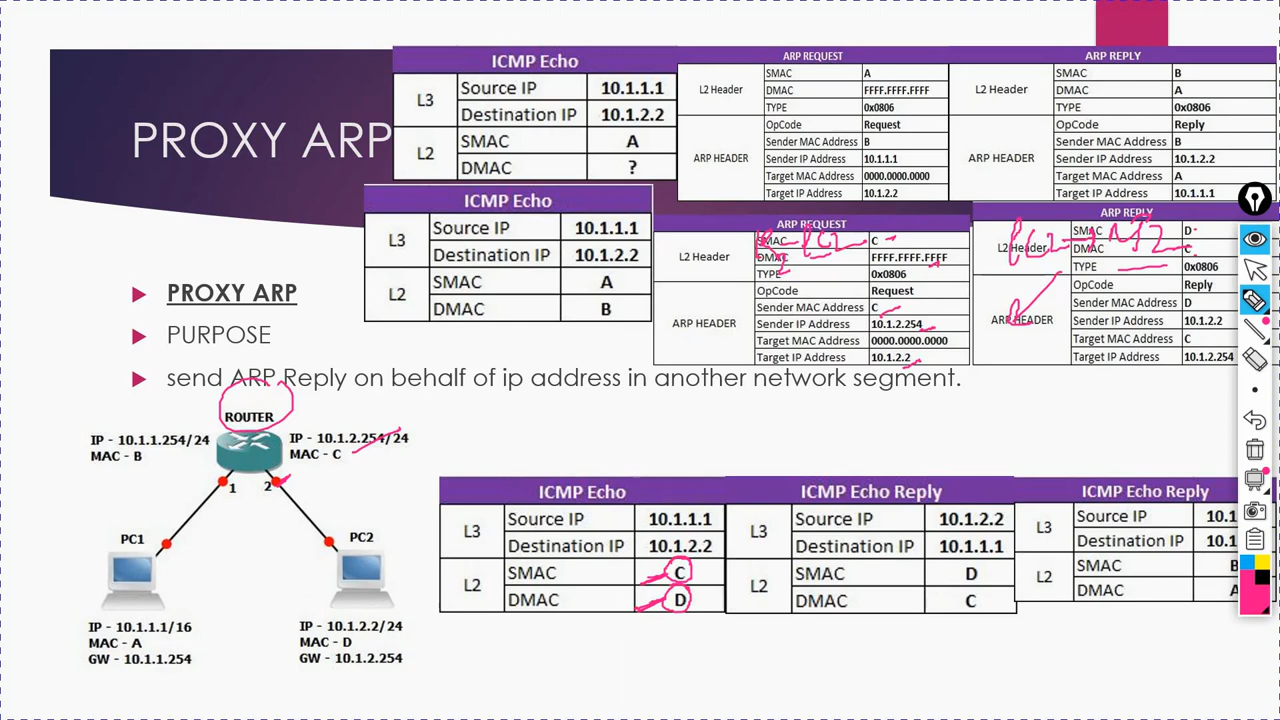 PROXY ARP
ICMP Echo
L3 Source IP 10.1.1.1
Destination IP 10.1.2.2
L2 SMAC A
DMAC ?
ARP REQUEST
L2 Header SMAC A
DMAC FFFF.FFFF.FFFF
TYPE 0x0806
ARP HEADER OpCode Request
Sender MAC Address B
Sender IP Address 10.1.1.1
Target MAC Address 0000.0000.0000
Target IP Address 10.1.2.2
ARP REPLY
L2 Header SMAC B
DMAC A
TYPE 0x0806
ARP HEADER OpCode Reply
Sender MAC Address B
Sender IP Address 10.1.2.2
Target MAC Address A
Target IP Address 10.1.1.1
ICMP Echo
L3 Source IP 10.1.1.1
Destination IP 10.1.2.2
L2 SMAC A
DMAC B
ARP REQUEST
L2 Header SMAC C
DMAC FFFF.FFFF.FFFF
TYPE 0x0806
ARP HEADER OpCode Request
Sender MAC Address C
Sender IP Address 10.1.2.254
Target MAC Address 0000.0000.0000
Target IP Address 10.1.2.2
PC2
ARP REPLY
L2 Header SMAC D
DMAC C
TYPE 0x0806
ARP HEADER OpCode Reply
Sender MAC Address D
Sender IP Address 10.1.2.2
Target MAC Address C
Target IP Address 10.1.2.254
PC2
PROXY ARP
PURPOSE
send ARP Reply on behalf of ip address in another network segment.
ROUTER
IP - 10.1.1.254/24
MAC - B
IP - 10.1.2.254/24
MAC - C
1
2
PC1
PC2
IP - 10.1.1.1/16
MAC - A
GW - 10.1.1.254
IP - 10.1.2.2/24
MAC - D
GW - 10.1.2.254
ICMP Echo
L3 Source IP 10.1.1.1
Destination IP 10.1.2.2
L2 SMAC C
DMAC D
ICMP Echo Reply
L3 Source IP 10.1.2.2
Destination IP 10.1.1.1
L2 SMAC D
DMAC C
ICMP Echo Reply
L3 Source IP 10.1
Destination IP 10.1
L2 SMAC B
DMAC A